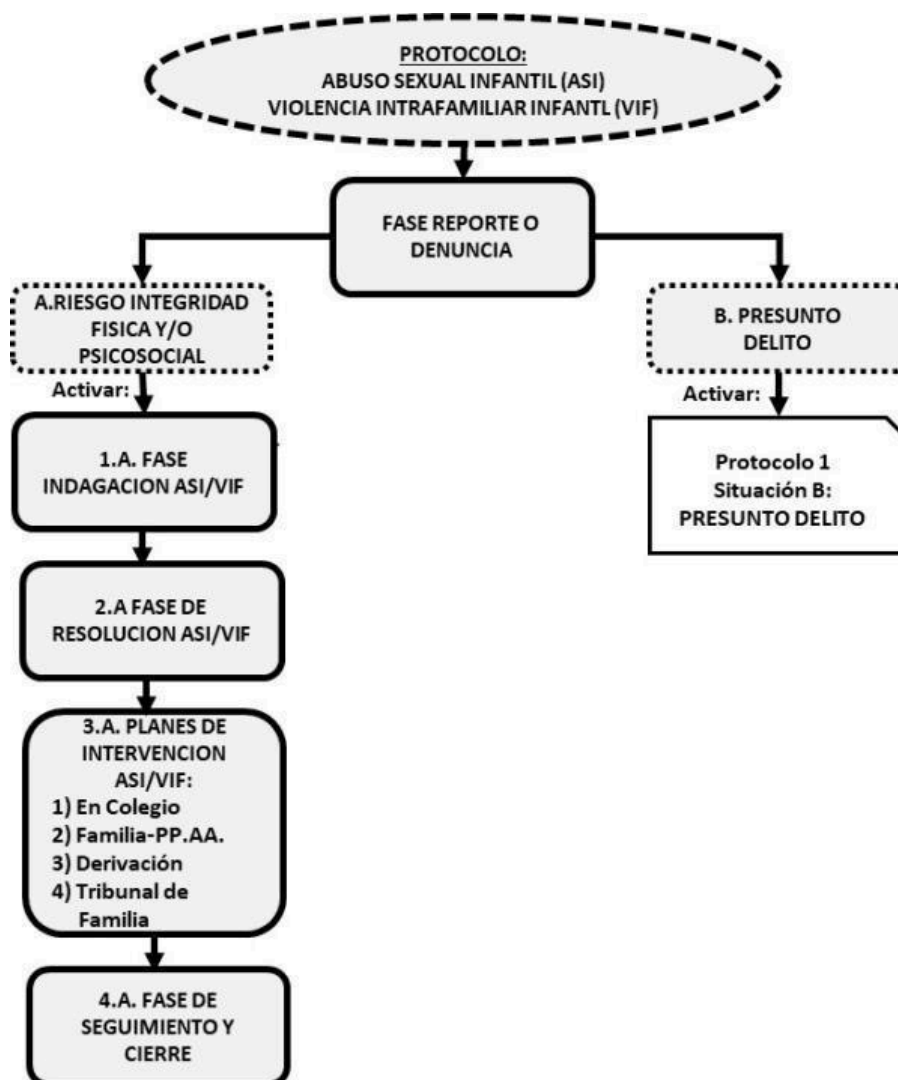 PROTOCOLO:
ABUSO SEXUAL INFANTIL (ASI)
VIOLENCIA INTRAFAMILIAR INFANTL (VIF)
FASE REPORTE O
DENUNCIA
A.RIESGO INTEGRIDAD
FISICA Y/O
PSICOSOCIAL
B. PRESUNTO
DELITO
Activar:
Activar:
1.A. FASE
INDAGACION ASI/VIF
Protocolo 1
Situación B:
PRESUNTO DELITO
2.A FASE DE
RESOLUCION ASI/VIF
3.A. PLANES DE
INTERVENCION
ASI/VIF:
1) En Colegio
2) Familia-PP.AA.
3) Derivación
4) Tribunal de
Familia
4.A. FASE DE
SEGUIMIENTO Y
CIERRE